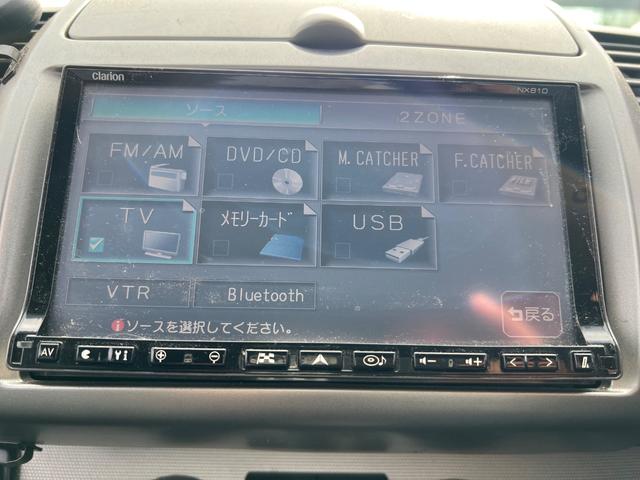 clarion
NX810
ソース
2ZONE
FM/AM
DVD/CD
M.CATCHER
F.CATCHER
TV
メモリーカード
USB
VTR
Bluetooth
ソースを選択してください。
戻る
AV